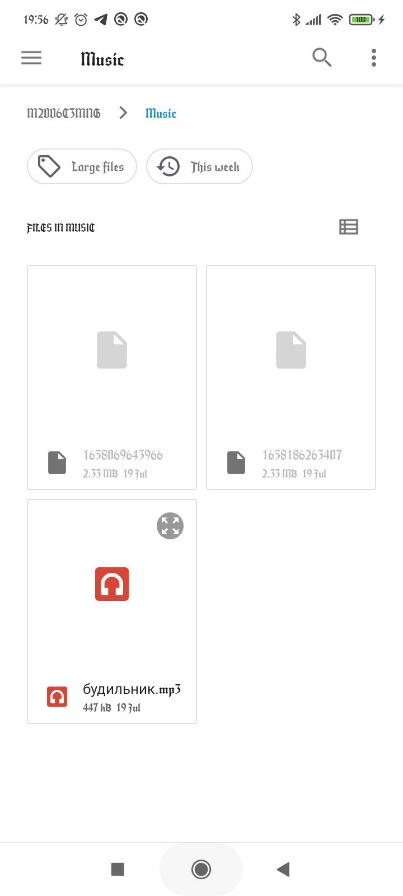 19:56
Music
M2006C3MNG > Music
Large files
This week
FILES IN MUSIC
1658069643966
2.33 MB 19 Jul
1658186263407
2.33 MB 19 Jul
будильник.mp3
447 kB 19 Jul